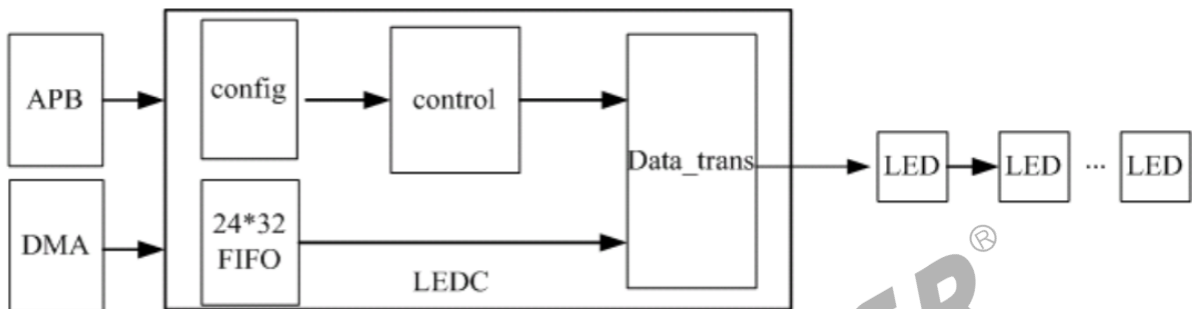 APB
config
control
Data_trans
LED
LED
...
LED
DMA
24*32
FIFO
LEDC
®